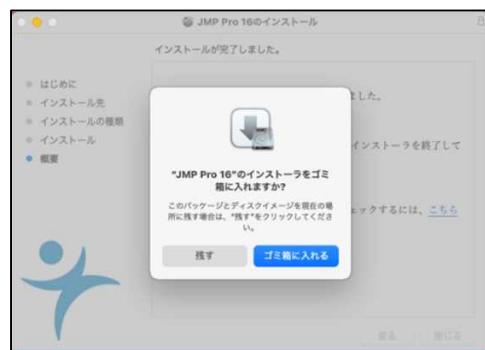 JMP Pro 16のインストール
インストールが完了しました。
はじめに
インストール先
インストールの種類
インストール
概要
ました。
インストーラを終了して
ェックするには、こちら
"JMP Pro 16"のインストーラをゴミ
箱に入れますか?
このパッケージとディスクイメージを現在の場
所に残す場合は、"残す"をクリックしてくださ
い。
残す
ゴミ箱に入れる
戻る
閉じる